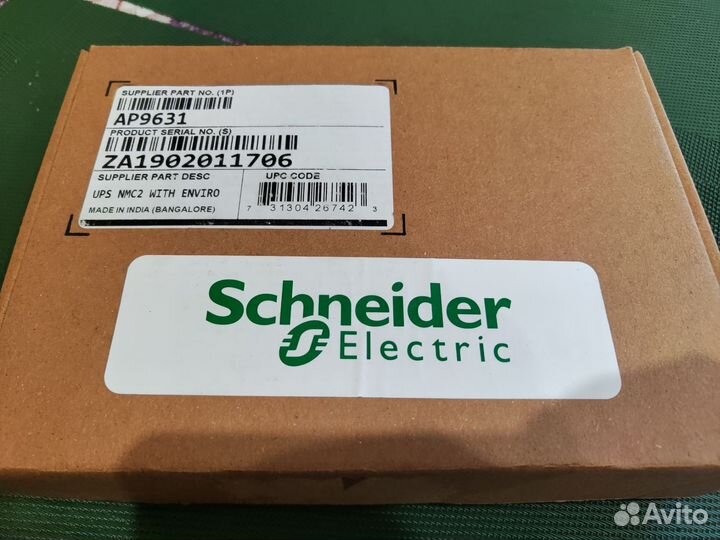 SUPPLIER PART NO. (1P)
AP9631
PRODUCT SERIAL NO. (S)
ZA1902011706
SUPPLIER PART DESC
UPC CODE
UPS NMC2 WITH ENVIRO
MADE IN INDIA (BANGALORE)
7 31304 26742 3
Schneider
Electric
Avito